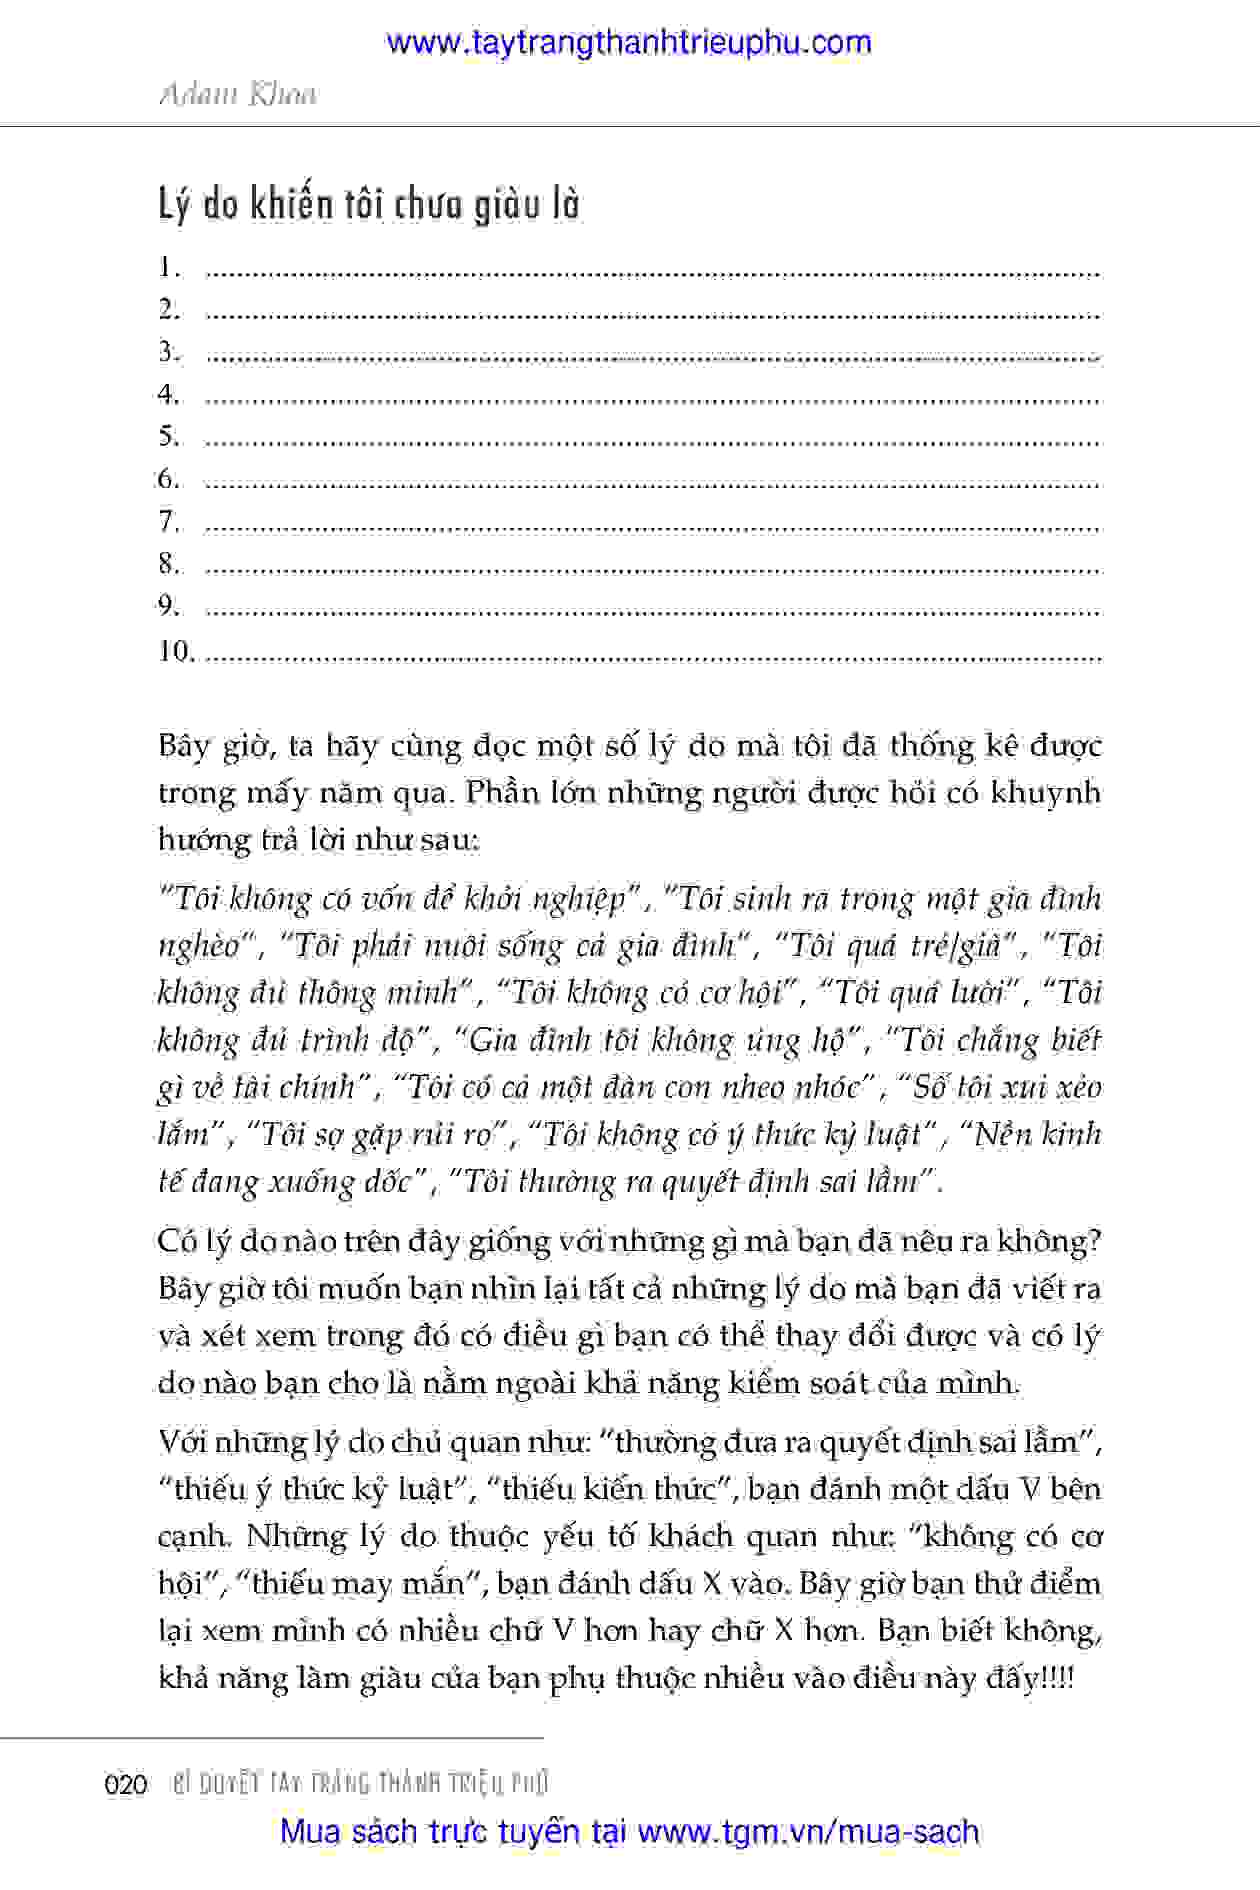 www.taytrangthanhtrieuphu.com
Adam Khoo
Lý do khiến tôi chưa giàu là
1. ....................
2. ....................
3. ....................
4. ....................
5. ....................
6. ....................
7. ....................
8. ....................
9. ....................
10. ....................
Bây giờ, ta hãy cùng đọc một số lý do mà tôi đã thống kê được
trong mấy năm qua. Phần lớn những người được hỏi có khuynh
hướng trả lời như sau:
“Tôi không có vốn để khởi nghiệp”, “Tôi sinh ra trong một gia đình
nghèo”, “Tôi phải nuôi sống cả gia đình”, “Tôi quá trẻ/già”, “Tôi
không đủ thông minh”, “Tôi không có cơ hội”, “Tôi quá lười”, “Tôi
không đủ trình độ”, “Gia đình tôi không ủng hộ”, “Tôi chẳng biết
gì về tài chính”, “Tôi có cả một đàn con nheo nhóc”, “Số tôi xui xẻo
lắm”, “Tôi sợ gặp rủi ro”, “Tôi không có ý thức kỷ luật”, “Nền kinh
tế đang xuống dốc”, “Tôi thường ra quyết định sai lầm”.
Có lý do nào trên đây giống với những gì mà bạn đã nêu ra không?
Bây giờ tôi muốn bạn nhìn lại tất cả những lý do mà bạn đã viết ra
và xét xem trong đó có điều gì bạn có thể thay đổi được và có lý
do nào bạn cho là nằm ngoài khả năng kiểm soát của mình.
Với những lý do chủ quan như: “thường đưa ra quyết định sai lầm”,
“thiếu ý thức kỷ luật”, “thiếu kiến thức”, bạn đánh một dấu V bên
cạnh. Những lý do thuộc yếu tố khách quan như: “không có cơ
hội”, “thiếu may mắn”, bạn đánh dấu X vào. Bây giờ bạn thử điểm
lại xem mình có nhiều chữ V hơn hay chữ X hơn. Bạn biết không,
khả năng làm giàu của bạn phụ thuộc nhiều vào điều này đấy!!!!
020 BÍ QUYẾT TAY TRẮNG THÀNH TRIỆU PHÚ
Mua sách trực tuyến tại www.tgm.vn/mua-sach